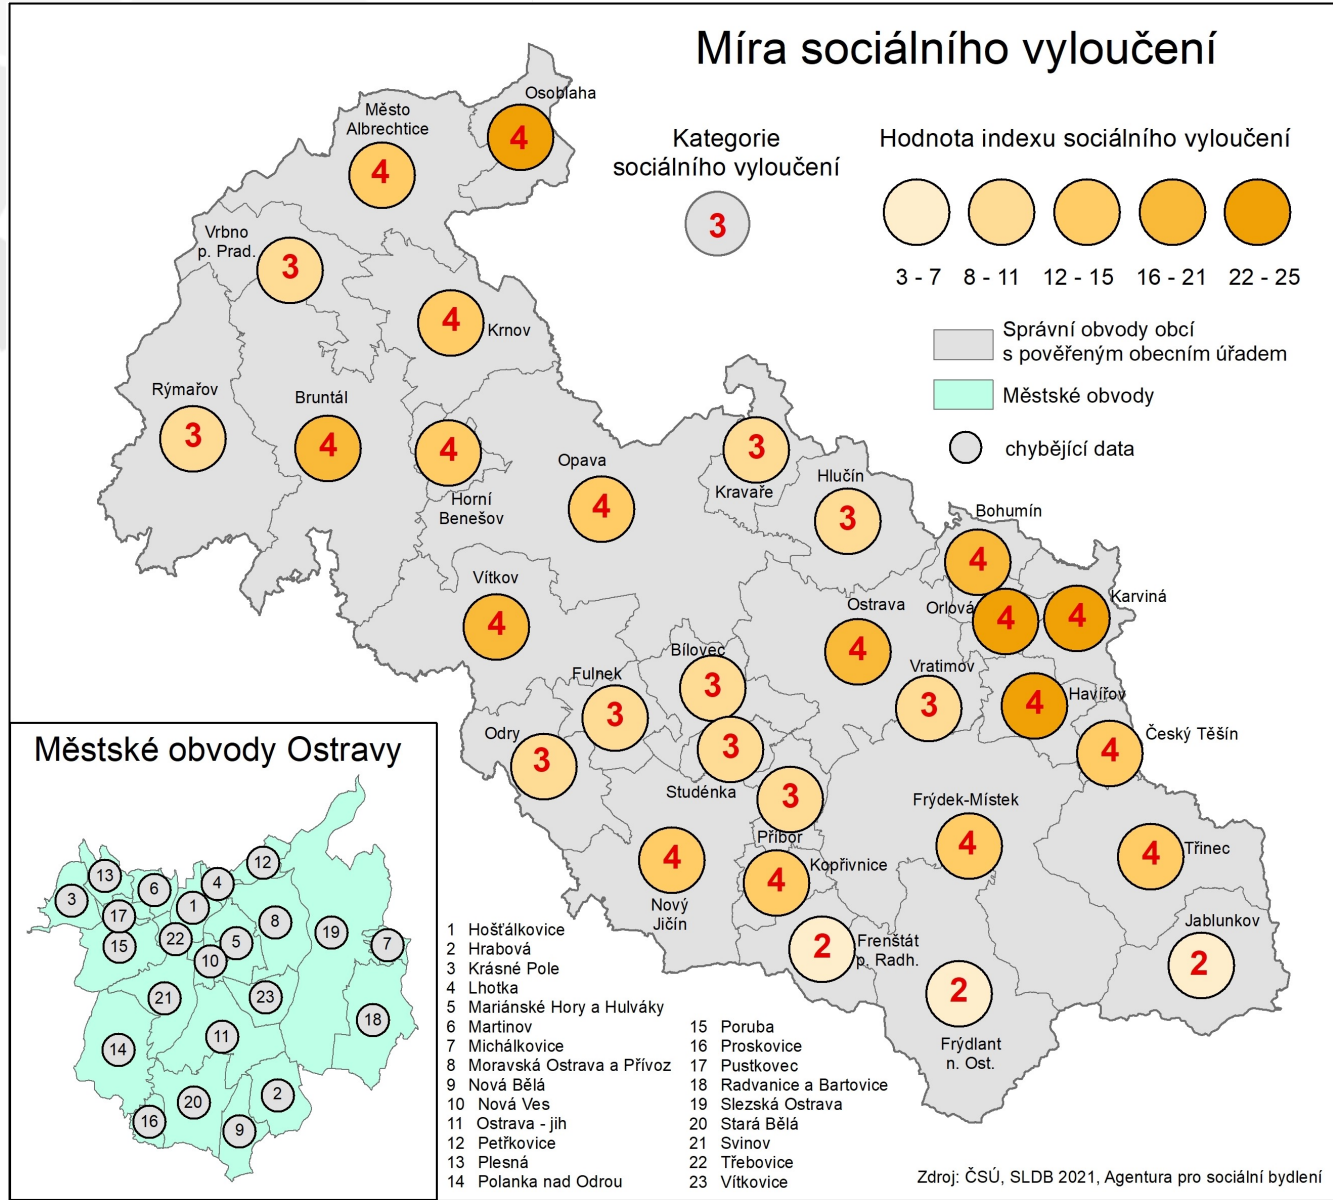 Míra sociálního vyloučení
Kategorie
sociálního vyloučení
3
Hodnota indexu sociálního vyloučení
3 - 7
8 - 11
12 - 15
16 - 21
22 - 25
Správní obvody obcí
s pověřeným obecním úřadem
Městské obvody
chybějící data
Osoblaha
4
Město
Albrechtice
4
Vrbno
p. Prad.
3
Krnov
4
Rýmařov
3
Bruntál
4
Horní
Benešov
4
Opava
4
Kravaře
3
Hlučín
3
Bohumín
4
Vítkov
4
Ostrava
4
Orlová
4
Karviná
4
Bílovec
3
Fulnek
3
Vratimov
3
Havířov
4
Odry
3
Studénka
3
Český Těšín
4
Příbor
3
Frýdek-Místek
4
Třinec
4
Nový
Jičín
4
Kopřivnice
4
Frenštát
p. Radh.
2
Frýdlant
n. Ost.
2
Jablunkov
2
Městské obvody Ostravy
12
13
4
6
3
1
17
8
19
22
5
7
15
10
21
23
18
11
14
2
20
16
9
1 Hošťálkovice
2 Hrabová
3 Krásné Pole
4 Lhotka
5 Mariánské Hory a Hulváky
6 Martinov
7 Michálkovice
8 Moravská Ostrava a Přívoz
9 Nová Bělá
10 Nová Ves
11 Ostrava - jih
12 Petřkovice
13 Plesná
14 Polanka nad Odrou
15 Poruba
16 Proskovice
17 Pustkovec
18 Radvanice a Bartovice
19 Slezská Ostrava
20 Stará Bělá
21 Svinov
22 Třebovice
23 Vítkovice
Zdroj: ČSÚ, SLDB 2021, Agentura pro sociální bydlení